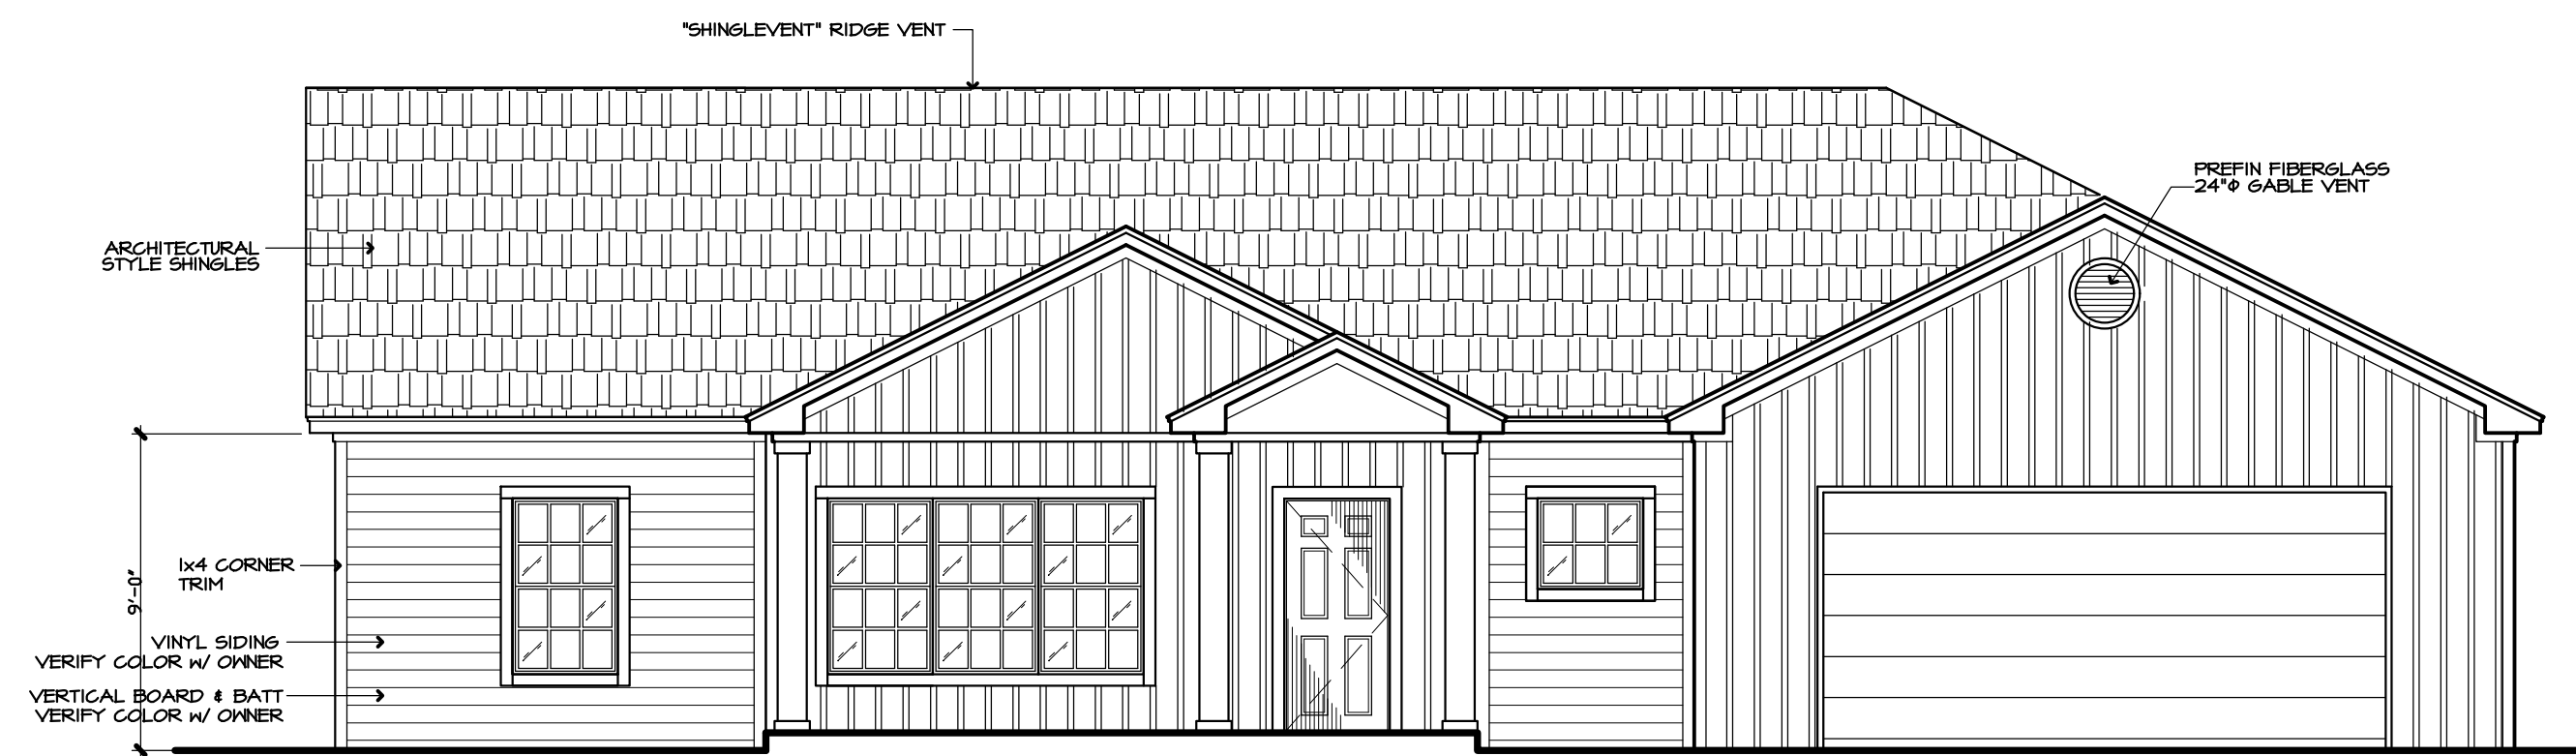 "SHINGLEVENT" RIDGE VENT
PREFIN FIBERGLASS
24"Φ GABLE VENT
ARCHITECTURAL
STYLE SHINGLES
1x4 CORNER
TRIM
9'-0"
VINYL SIDING
VERIFY COLOR W/ OWNER
VERTICAL BOARD & BATT
VERIFY COLOR W/ OWNER